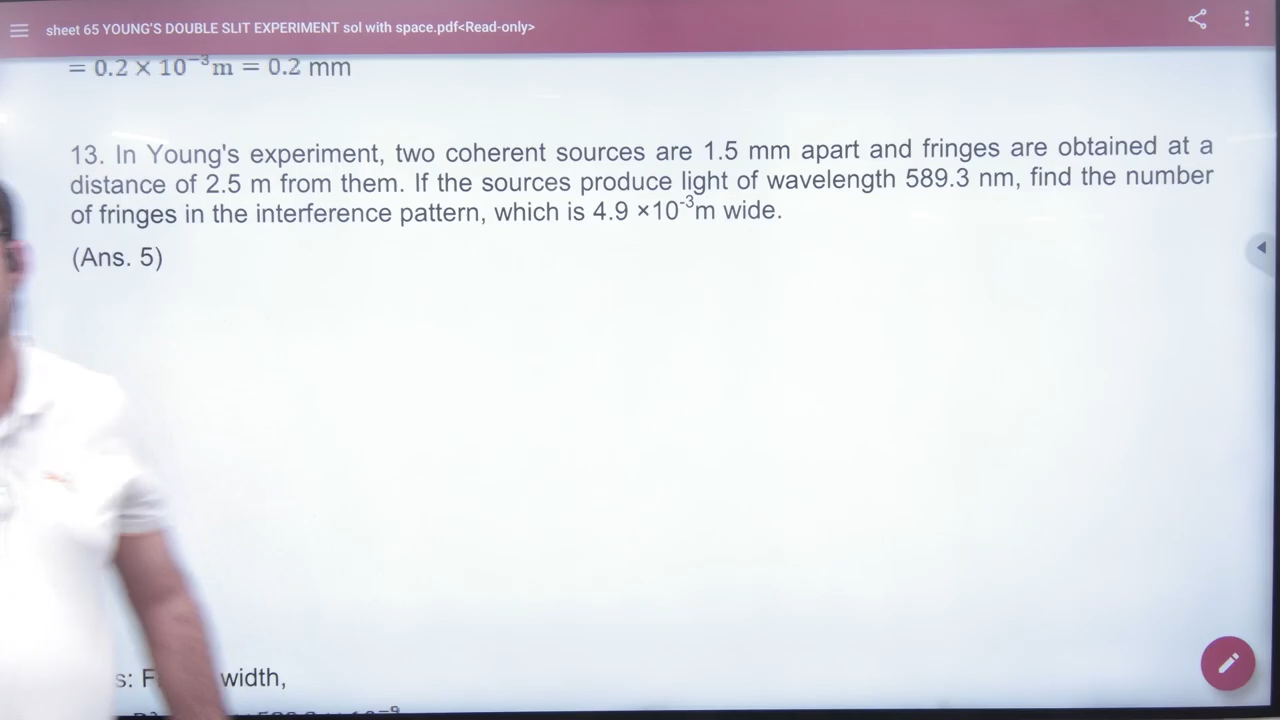 sheet 65 YOUNG'S DOUBLE SLIT EXPERIMENT sol with space.pdf<Read-only>
= 0.2 × 10⁻³m = 0.2 mm
13. In Young's experiment, two coherent sources are 1.5 mm apart and fringes are obtained at a
distance of 2.5 m from them. If the sources produce light of wavelength 589.3 nm, find the number
of fringes in the interference pattern, which is 4.9 ×10⁻³m wide.
(Ans. 5)
s: F width,